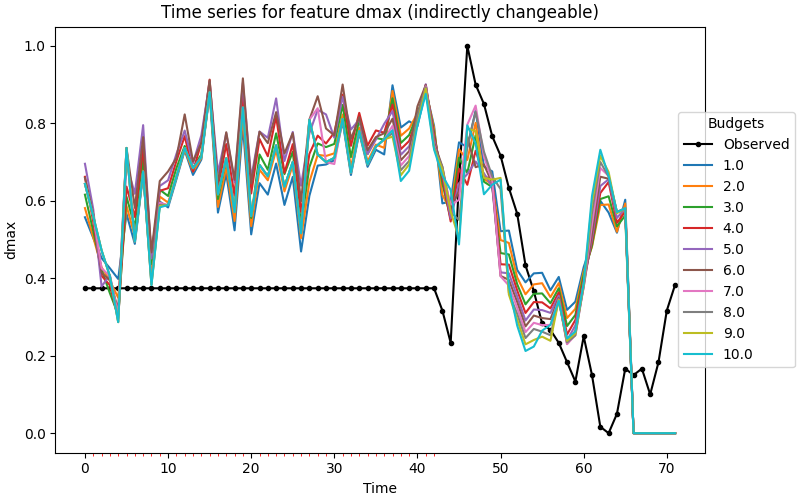 Time series for feature dmax (indirectly changeable)
1.0
0.8
0.6
0.4
0.2
0.0
dmax
0 10 20 30 40 50 60 70
Time
Budgets
Observed
1.0
2.0
3.0
4.0
5.0
6.0
7.0
8.0
9.0
10.0